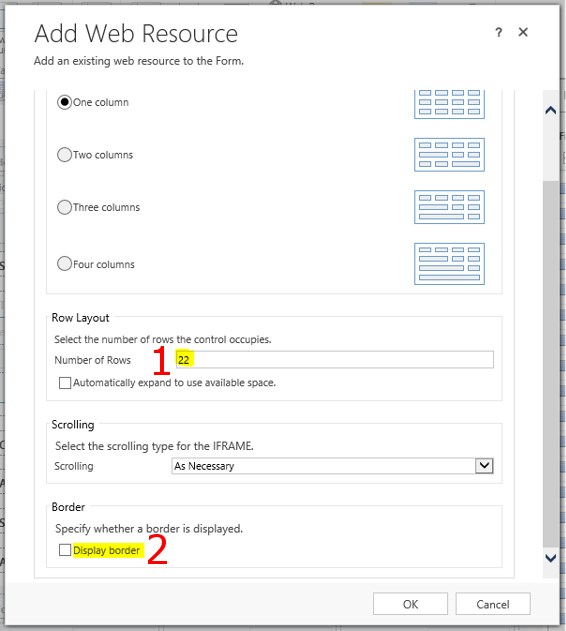 Add Web Resource
?
Add an existing web resource to the Form.
One column
Two columns
Three columns
Four columns
Row Layout
Select the number of rows the control occupies.
Number of Rows 1 22
Automatically expand to use available space.
Scrolling
Select the scrolling type for the IFRAME.
Scrolling As Necessary
Border
Specify whether a border is displayed.
Display border 2
OK Cancel